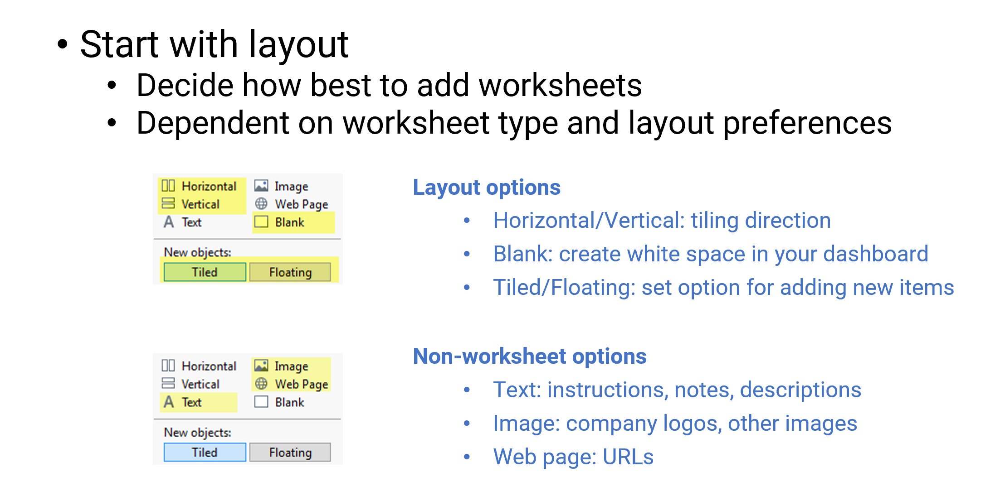 • Start with layout
• Decide how best to add worksheets
• Dependent on worksheet type and layout preferences
Horizontal Image
Vertical Web Page
Text Blank
New objects:
Tiled Floating
Layout options
• Horizontal/Vertical: tiling direction
• Blank: create white space in your dashboard
• Tiled/Floating: set option for adding new items
Horizontal Image
Vertical Web Page
Text Blank
New objects:
Tiled Floating
Non-worksheet options
• Text: instructions, notes, descriptions
• Image: company logos, other images
• Web page: URLs